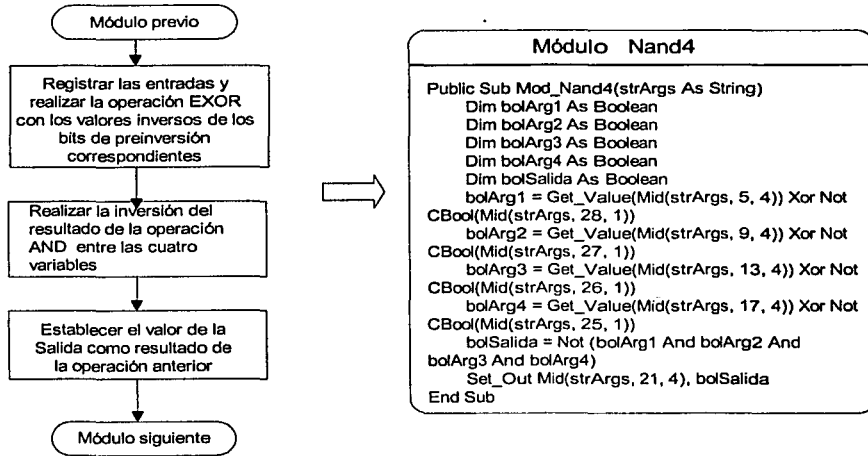 Módulo previo
Registrar las entradas y
realizar la operación EXOR
con los valores inversos de los
bits de preinversión
correspondientes
Realizar la inversión del
resultado de la operación
AND entre las cuatro
variables
Establecer el valor de la
Salida como resultado de
la operación anterior
Módulo siguiente
Módulo Nand4
Public Sub Mod_Nand4(strArgs As String)
Dim bolArg1 As Boolean
Dim bolArg2 As Boolean
Dim bolArg3 As Boolean
Dim bolArg4 As Boolean
Dim bolSalida As Boolean
bolArg1 = Get_Value(Mid(strArgs, 5, 4)) Xor Not
CBool(Mid(strArgs, 28, 1))
bolArg2 = Get_Value(Mid(strArgs, 9, 4)) Xor Not
CBool(Mid(strArgs, 27, 1))
bolArg3 = Get_Value(Mid(strArgs, 13, 4)) Xor Not
CBool(Mid(strArgs, 26, 1))
bolArg4 = Get_Value(Mid(strArgs, 17, 4)) Xor Not
CBool(Mid(strArgs, 25, 1))
bolSalida = Not (bolArg1 And bolArg2 And
bolArg3 And bolArg4)
Set_Out Mid(strArgs, 21, 4), bolSalida
End Sub